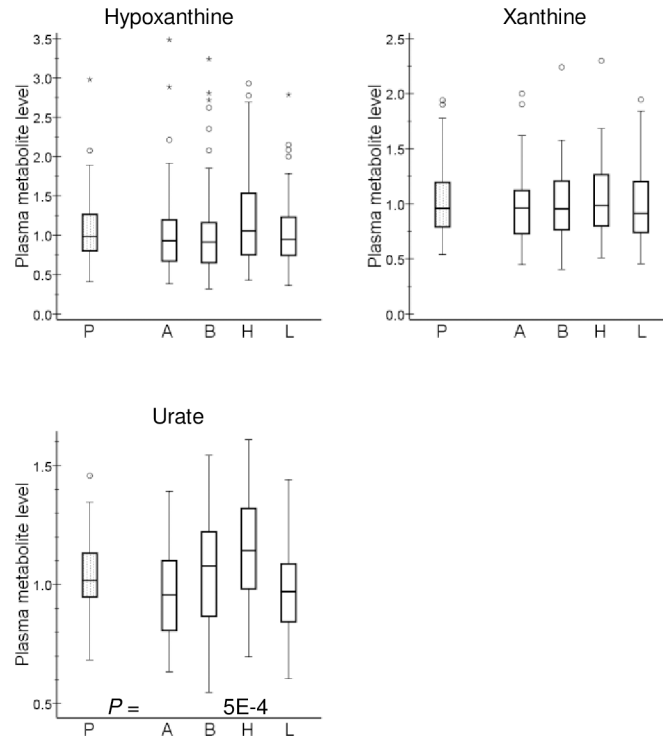 Hypoxanthine
Plasma metabolite level
3.5
3.0
2.5
2.0
1.5
1.0
0.5
0.0
P A B H L
Xanthine
Plasma metabolite level
2.5
2.0
1.5
1.0
0.5
0.0
P A B H L
Urate
Plasma metabolite level
1.5
1.0
0.5
P = 5E-4
P A B H L